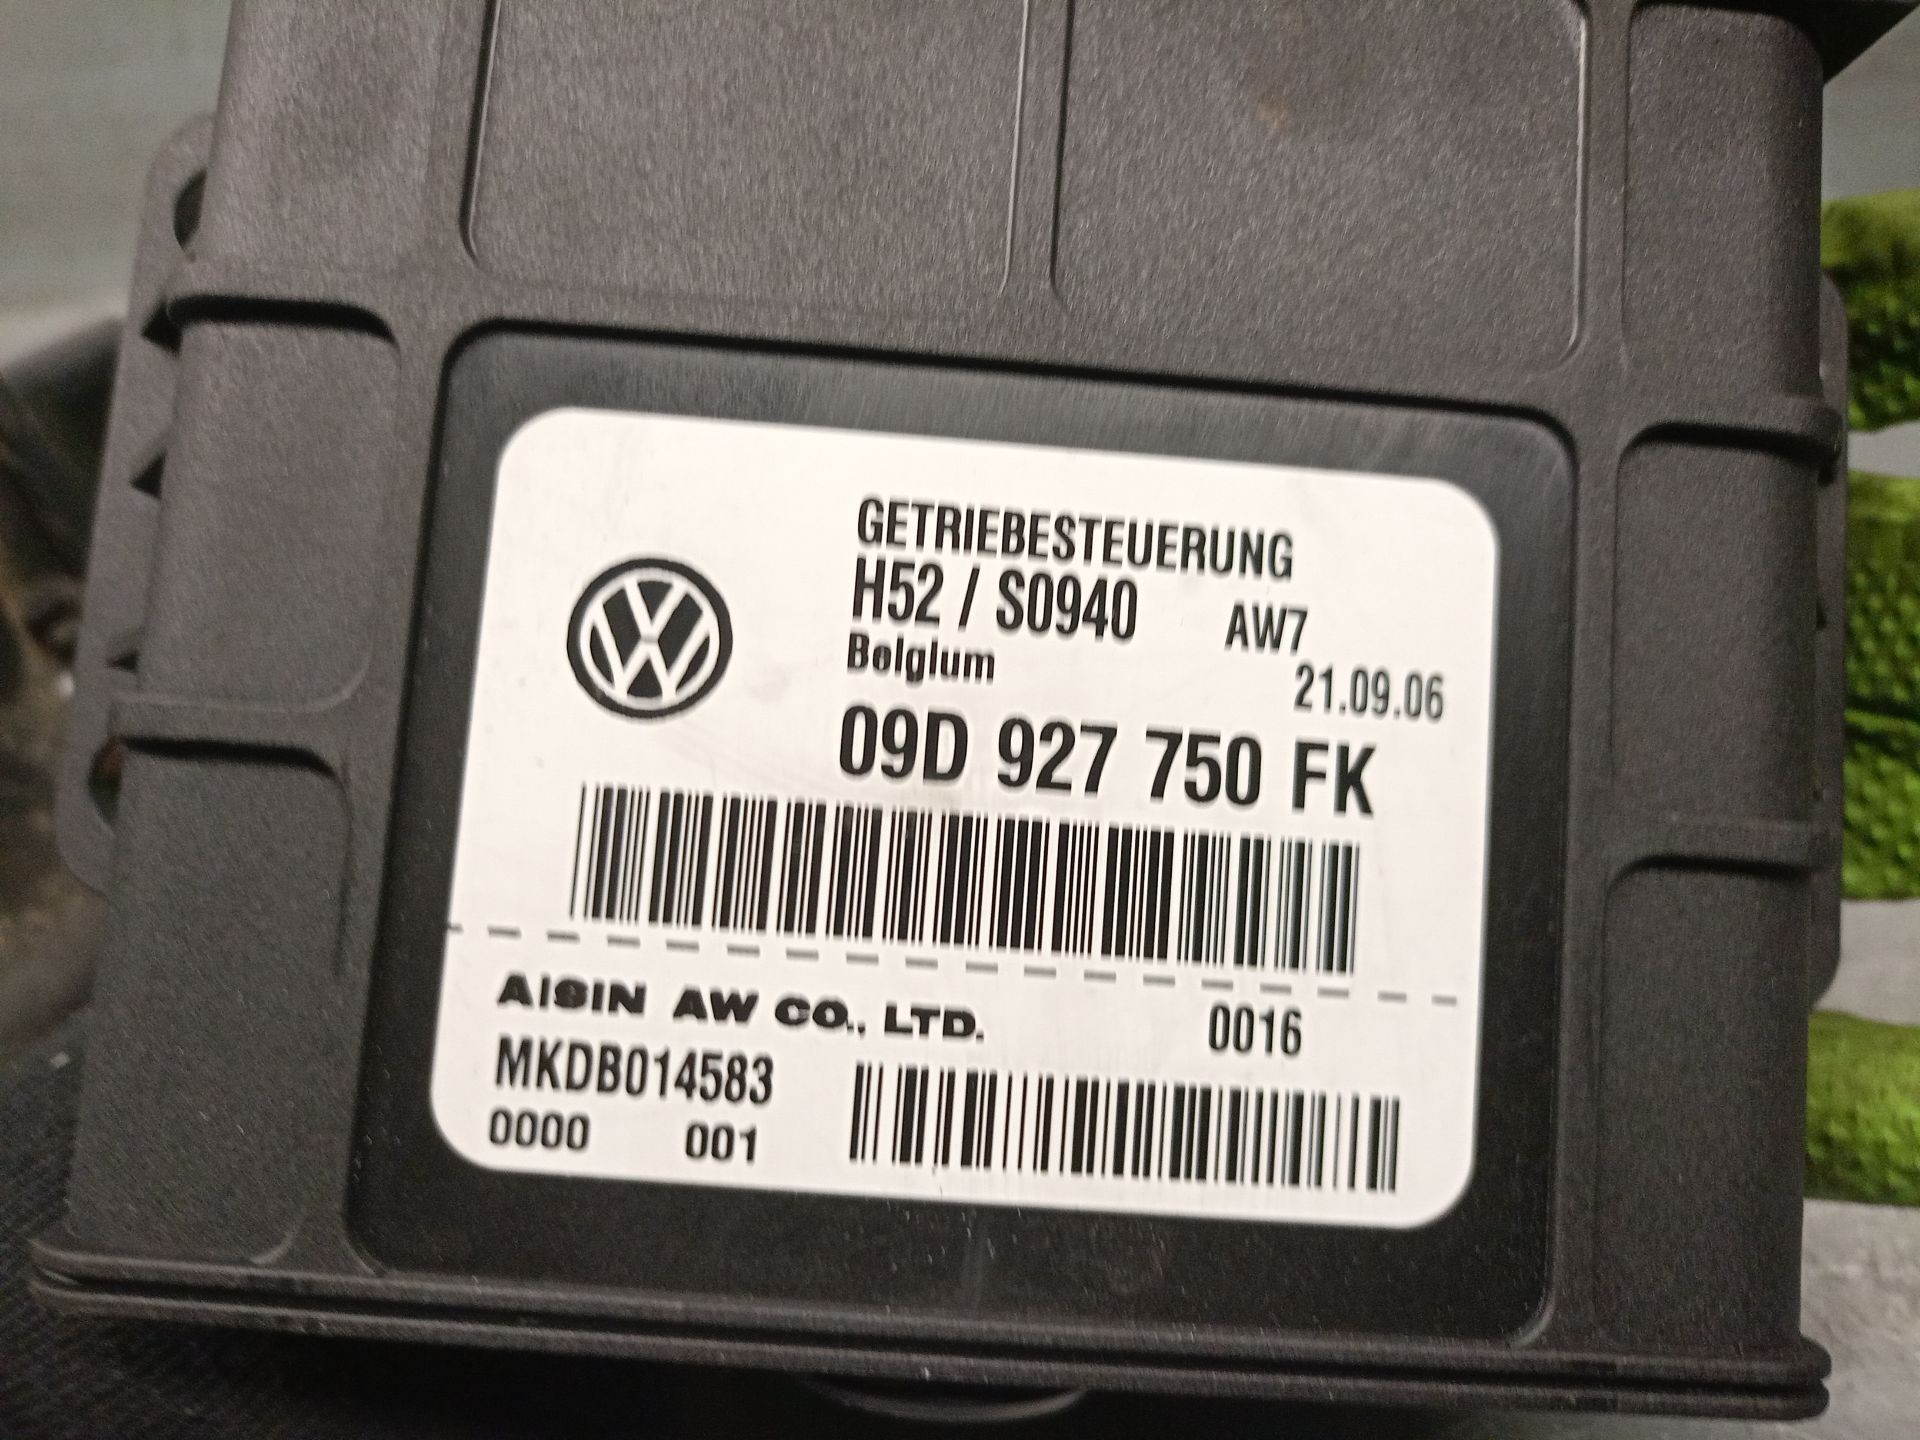 GETRIEBESTEUERUNG
H52 / S0940 AW7
Belgium 21.09.06
09D 927 750 FK
AISIN AW CO., LTD. 0016
MKDB014583
0000 001